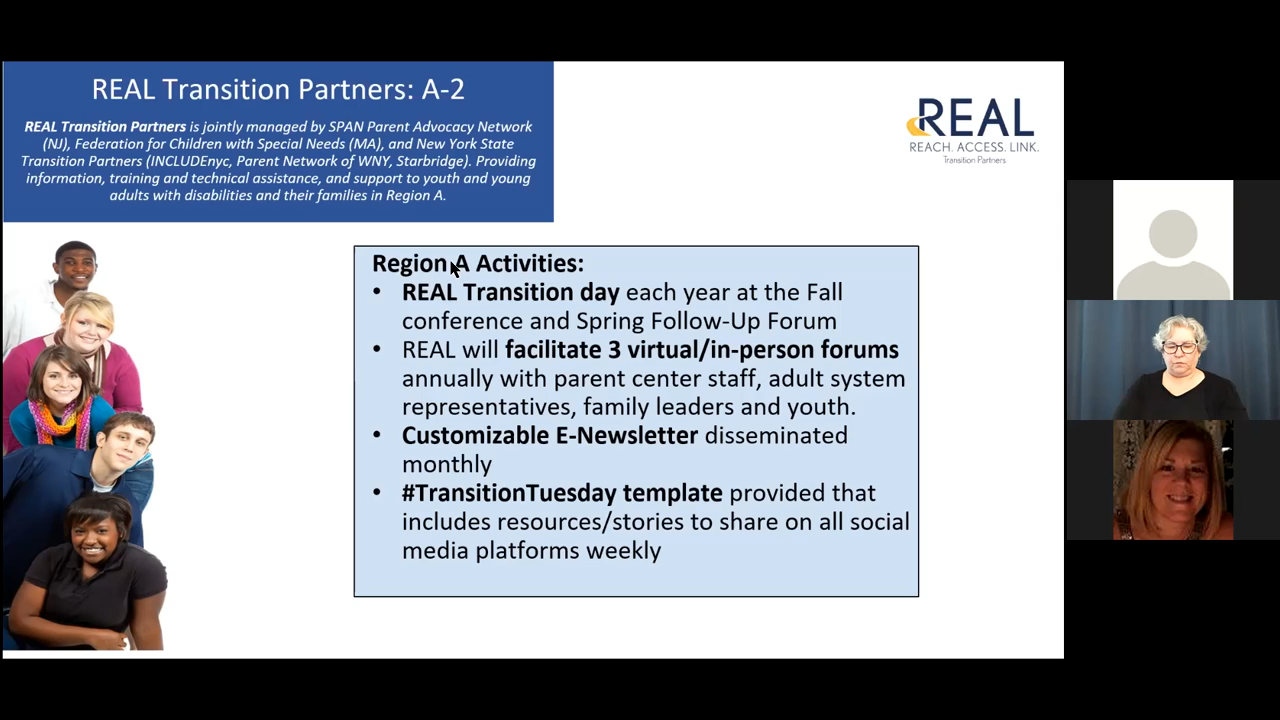 REAL Transition Partners: A-2
REAL Transition Partners is jointly managed by SPAN Parent Advocacy Network
(NJ), Federation for Children with Special Needs (MA), and New York State
Transition Partners (INCLUDEnyc, Parent Network of WNY, Starbridge). Providing
information, training and technical assistance, and support to youth and young
adults with disabilities and their families in Region A.
REAL
REACH. ACCESS. LINK.
Transition Partners
Region A Activities:
• REAL Transition day each year at the Fall
conference and Spring Follow-Up Forum
• REAL will facilitate 3 virtual/in-person forums
annually with parent center staff, adult system
representatives, family leaders and youth.
• Customizable E-Newsletter disseminated
monthly
• #TransitionTuesday template provided that
includes resources/stories to share on all social
media platforms weekly